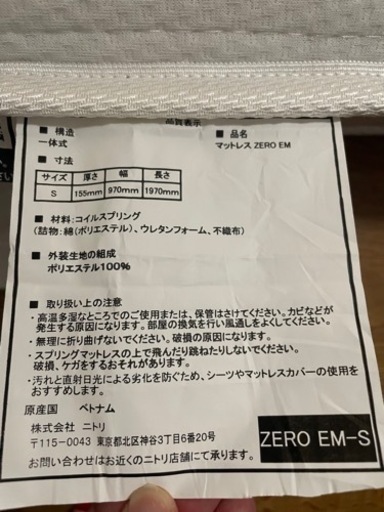 品質表示
■ 構造
一体式
■ 品名
マットレス ZERO EM
■ 寸法
サイズ 厚さ 幅 長さ
S 155mm 970mm 1970mm
■ 材料:コイルスプリング
(詰物:綿(ポリエステル)、ウレタンフォーム、不織布)
■ 外装生地の組成
ポリエステル100%
■ 取り扱い上の注意
・高温多湿なところでのご使用または、保管はさけてください。カビなどが
発生する原因になります。部屋の換気を行い風通しをよくしてください。
・無理に折り曲げないでください。破損の原因になります。
・スプリングマットレスの上で飛んだり跳ねたりしないでください。
破損、ケガをするおそれがあります。
・汚れと直射日光による劣化を防ぐため、シーツやマットレスカバーの使用を
おすすめします。
原産国 ベトナム
株式会社 ニトリ
〒115-0043 東京都北区神谷3丁目6番20号
お問い合わせはお近くのニトリ店舗にて承ります。
ZERO EM-S